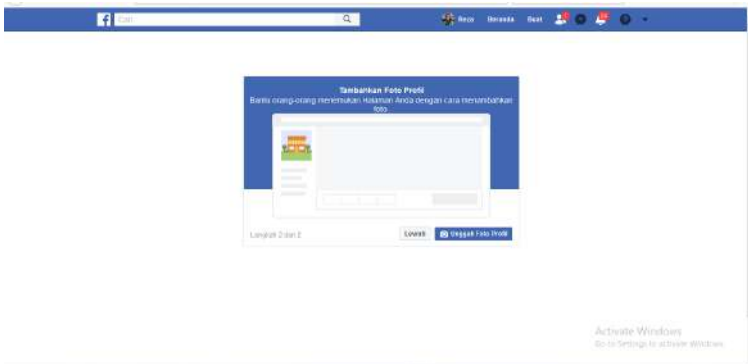 f
Cari
Reza Beranda Buat
Tambahkan Foto Profil
Bantu orang-orang menemukan Halaman Anda dengan cara menambahkan
foto.
Langkah 2 dari 2
Lewati
Unggah Foto Profil
Activate Windows
Go to Settings to activate Windows.